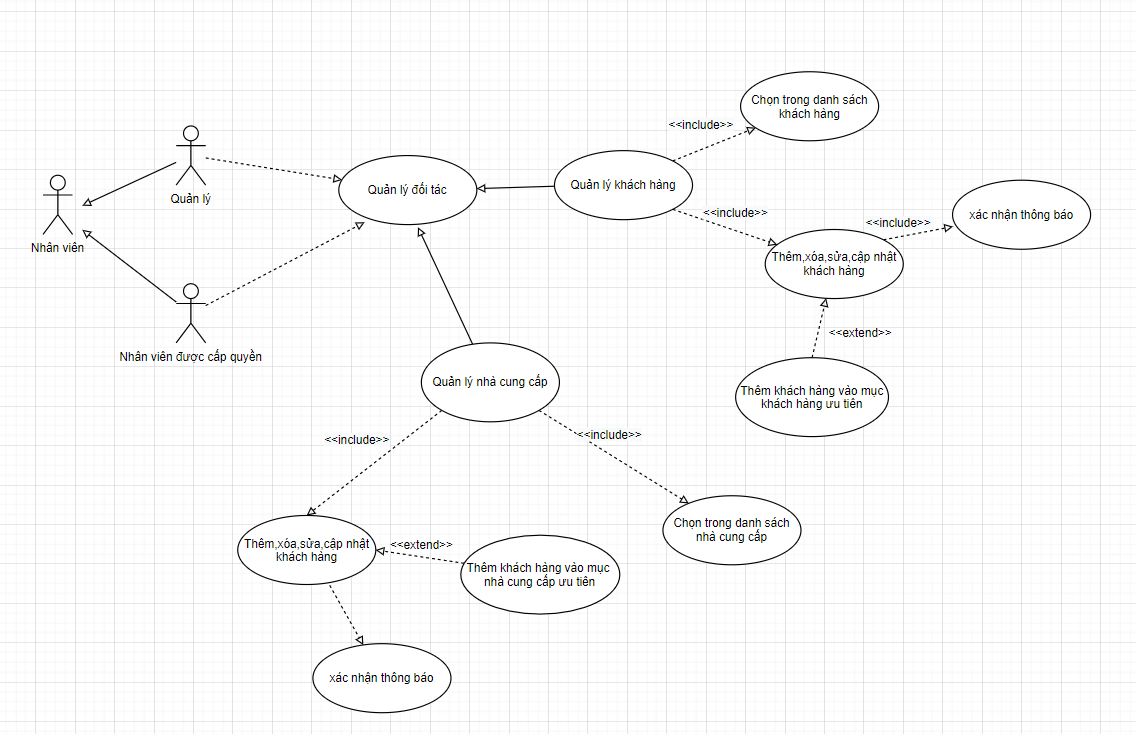 Chọn trong danh sách
khách hàng
<<include>>
Quản lý đối tác
Quản lý khách hàng
Quản lý
<<include>>
<<include>>
xác nhận thông báo
Nhân viên
Thêm,xóa,sửa,cập nhật
khách hàng
<<extend>>
Nhân viên được cấp quyền
Quản lý nhà cung cấp
Thêm khách hàng vào mục
khách hàng ưu tiên
<<include>>
<<include>>
Chọn trong danh sách
nhà cung cấp
Thêm,xóa,sửa,cập nhật
khách hàng
<<extend>>
Thêm khách hàng vào mục
nhà cung cấp ưu tiên
xác nhận thông báo